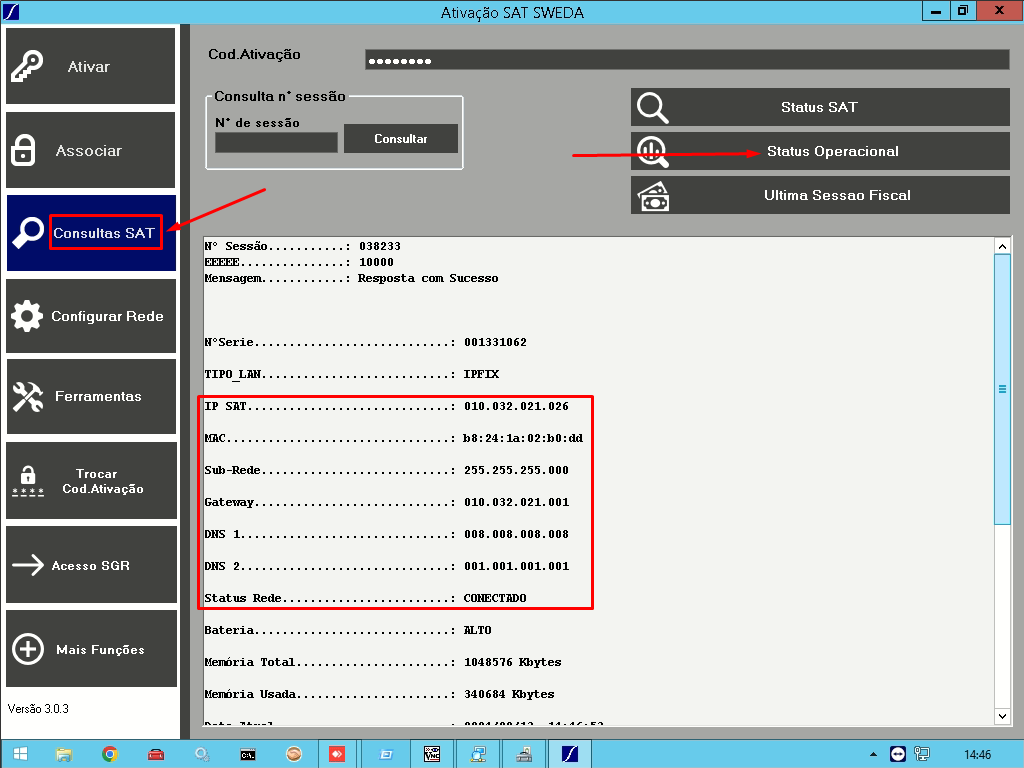 Ativação SAT SWEDA
Ativar
Associar
Consultas SAT
Configurar Rede
Ferramentas
Trocar
Cod.Ativação
Acesso SGR
Mais Funções
Versão 3.0.3
Cod.Ativação
Consulta n° sessão
N° de sessão
Consultar
Status SAT
Status Operacional
Ultima Sessao Fiscal
N° Sessão...........: 038233
EEEEE...............: 10000
Mensagem............: Resposta com Sucesso
N°Serie............................: 001331062
TIPO_LAN...........................: IPFIX
IP SAT.............................: 010.032.021.026
MAC................................: b8:24:1a:02:b0:dd
Sub-Rede...........................: 255.255.255.000
Gateway............................: 010.032.021.001
DNS 1..............................: 008.008.008.008
DNS 2..............................: 001.001.001.001
Status Rede........................: CONECTADO
Bateria............................: ALTO
Memória Total......................: 1048576 Kbytes
Memória Usada......................: 340684 Kbytes
14:46